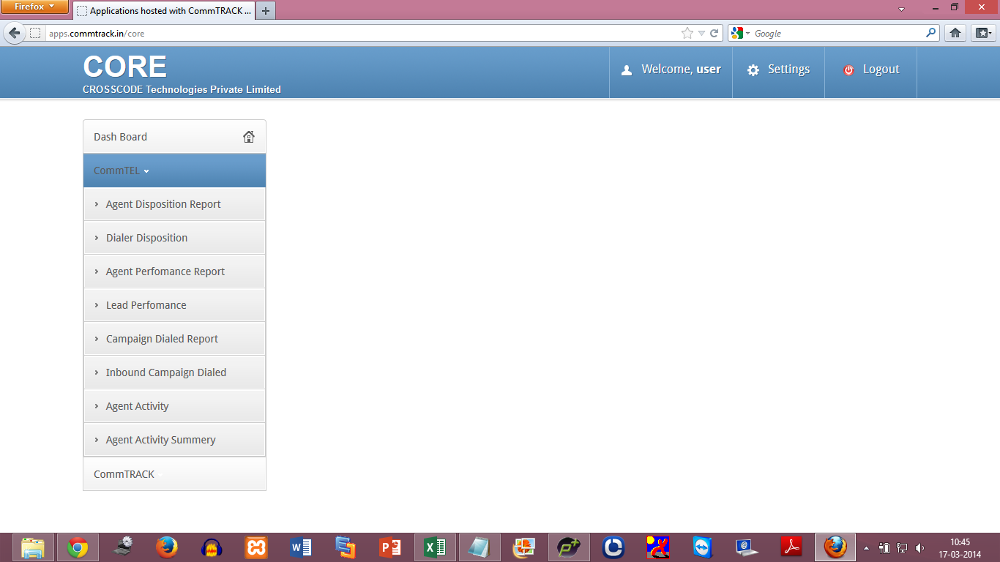 Firefox
Applications hosted with CommTRACK ...
apps.commtrack.in/core
Google
CORE
CROSSCODE Technologies Private Limited
Welcome, user
Settings
Logout
Dash Board
CommTEL
Agent Disposition Report
Dialer Disposition
Agent Perfomance Report
Lead Perfomance
Campaign Dialed Report
Inbound Campaign Dialed
Agent Activity
Agent Activity Summery
CommTRACK
10:45
17-03-2014